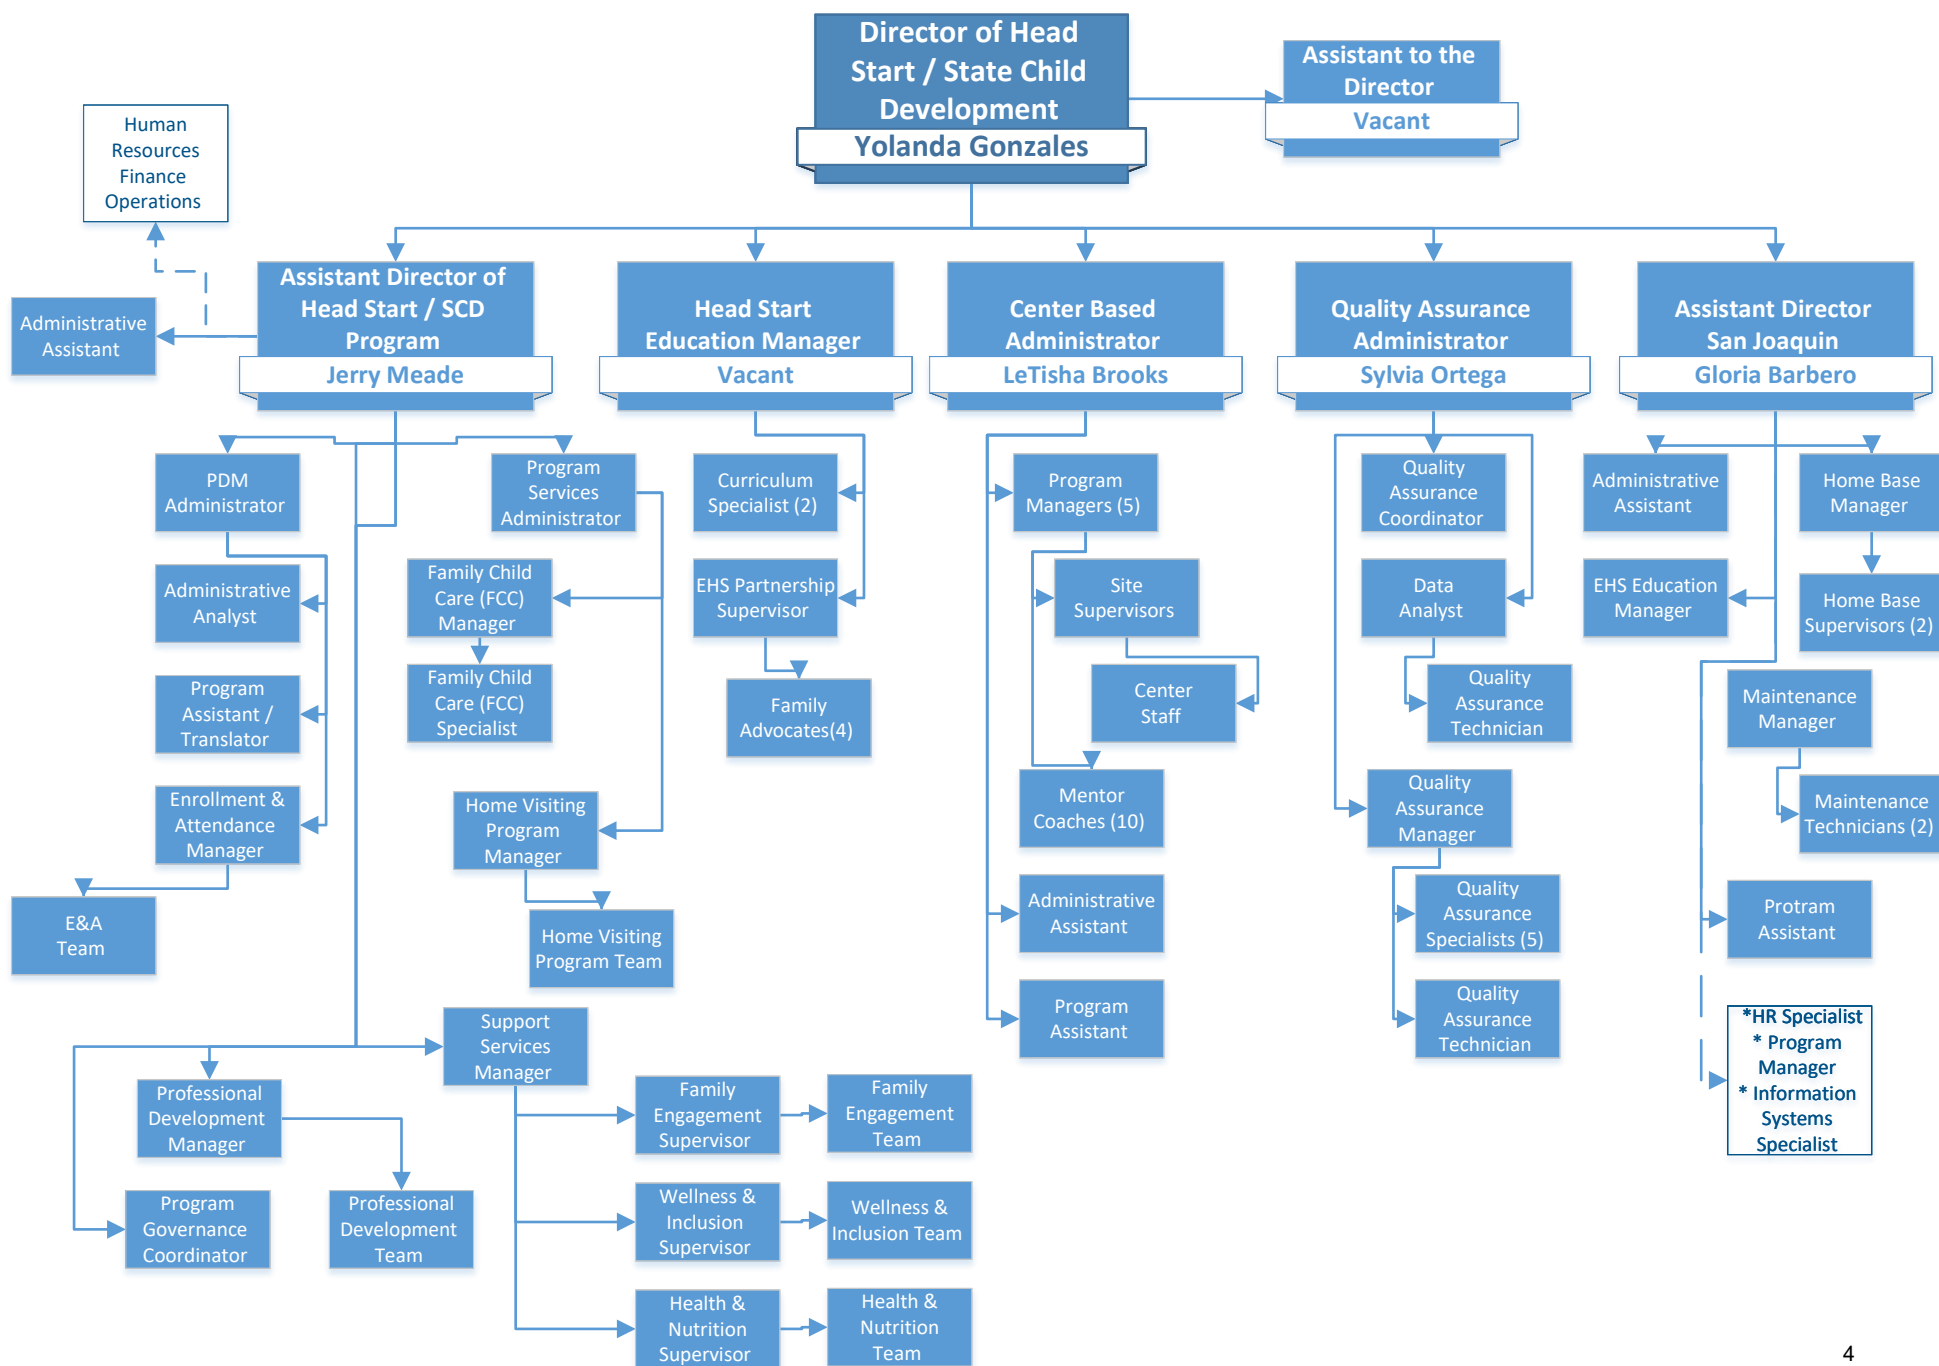 Director of Head
Start / State Child
Development
Yolanda Gonzales
Assistant to the
Director
Vacant
Human
Resources
Finance
Operations
Administrative
Assistant
Assistant Director of
Head Start / SCD
Program
Jerry Meade
Head Start
Education Manager
Vacant
Center Based
Administrator
LeTisha Brooks
Quality Assurance
Administrator
Sylvia Ortega
Assistant Director
San Joaquin
Gloria Barbero
PDM
Administrator
Program
Services
Administrator
Administrative
Analyst
Family Child
Care (FCC)
Manager
Program
Assistant /
Translator
Family Child
Care (FCC)
Specialist
Enrollment &
Attendance
Manager
Home Visiting
Program
Manager
E&A
Team
Home Visiting
Program Team
Support
Services
Manager
Professional
Development
Manager
Program
Governance
Coordinator
Professional
Development
Team
Family
Engagement
Supervisor
Family
Engagement
Team
Wellness &
Inclusion
Supervisor
Wellness &
Inclusion Team
Health &
Nutrition
Supervisor
Health &
Nutrition
Team
Curriculum
Specialist (2)
EHS Partnership
Supervisor
Family
Advocates(4)
Program
Managers (5)
Site
Supervisors
Center
Staff
Mentor
Coaches (10)
Administrative
Assistant
Program
Assistant
Quality
Assurance
Coordinator
Data
Analyst
Quality
Assurance
Technician
Quality
Assurance
Manager
Quality
Assurance
Specialists (5)
Quality
Assurance
Technician
Administrative
Assistant
Home Base
Manager
EHS Education
Manager
Home Base
Supervisors (2)
Maintenance
Manager
Maintenance
Technicians (2)
Protram
Assistant
*HR Specialist
* Program
Manager
* Information
Systems
Specialist
4